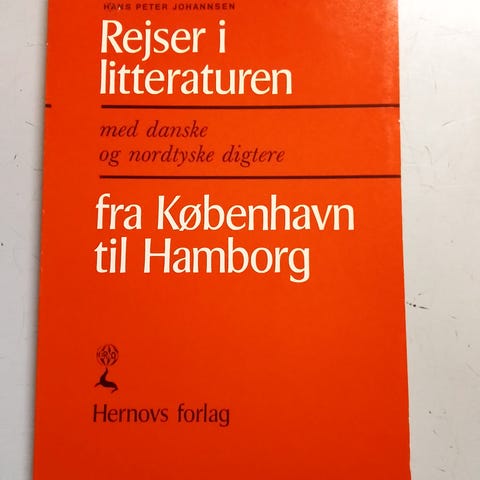 HANS PETER JOHANNSEN
Rejser i
litteraturen
med danske
og nordtyske digtere
fra København
til Hamborg
Hernovs forlag